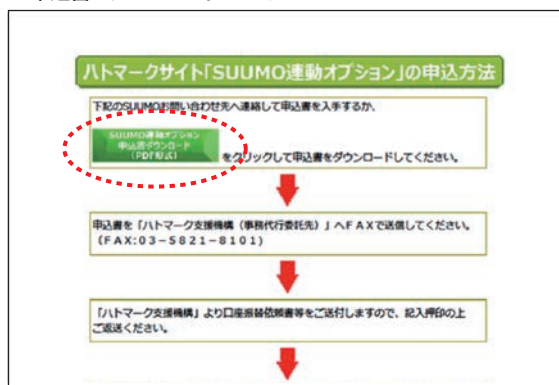 ハトマークサイト「SUUMO連動オプション」の申込方法
下記のSUUMOお問い合わせ先へ連絡して申込書を入手するか、
SUUMO連動オプション
申込書ダウンロード
(PDF形式)
をクリックして申込書をダウンロードしてください。
申込書を「ハトマーク支援機構(事務代行委託先)」へFAXで送信してください。
(FAX:03-5821-8101)
「ハトマーク支援機構」より口座振替依頼書等をご送付しますので、記入押印の上
ご返送ください。